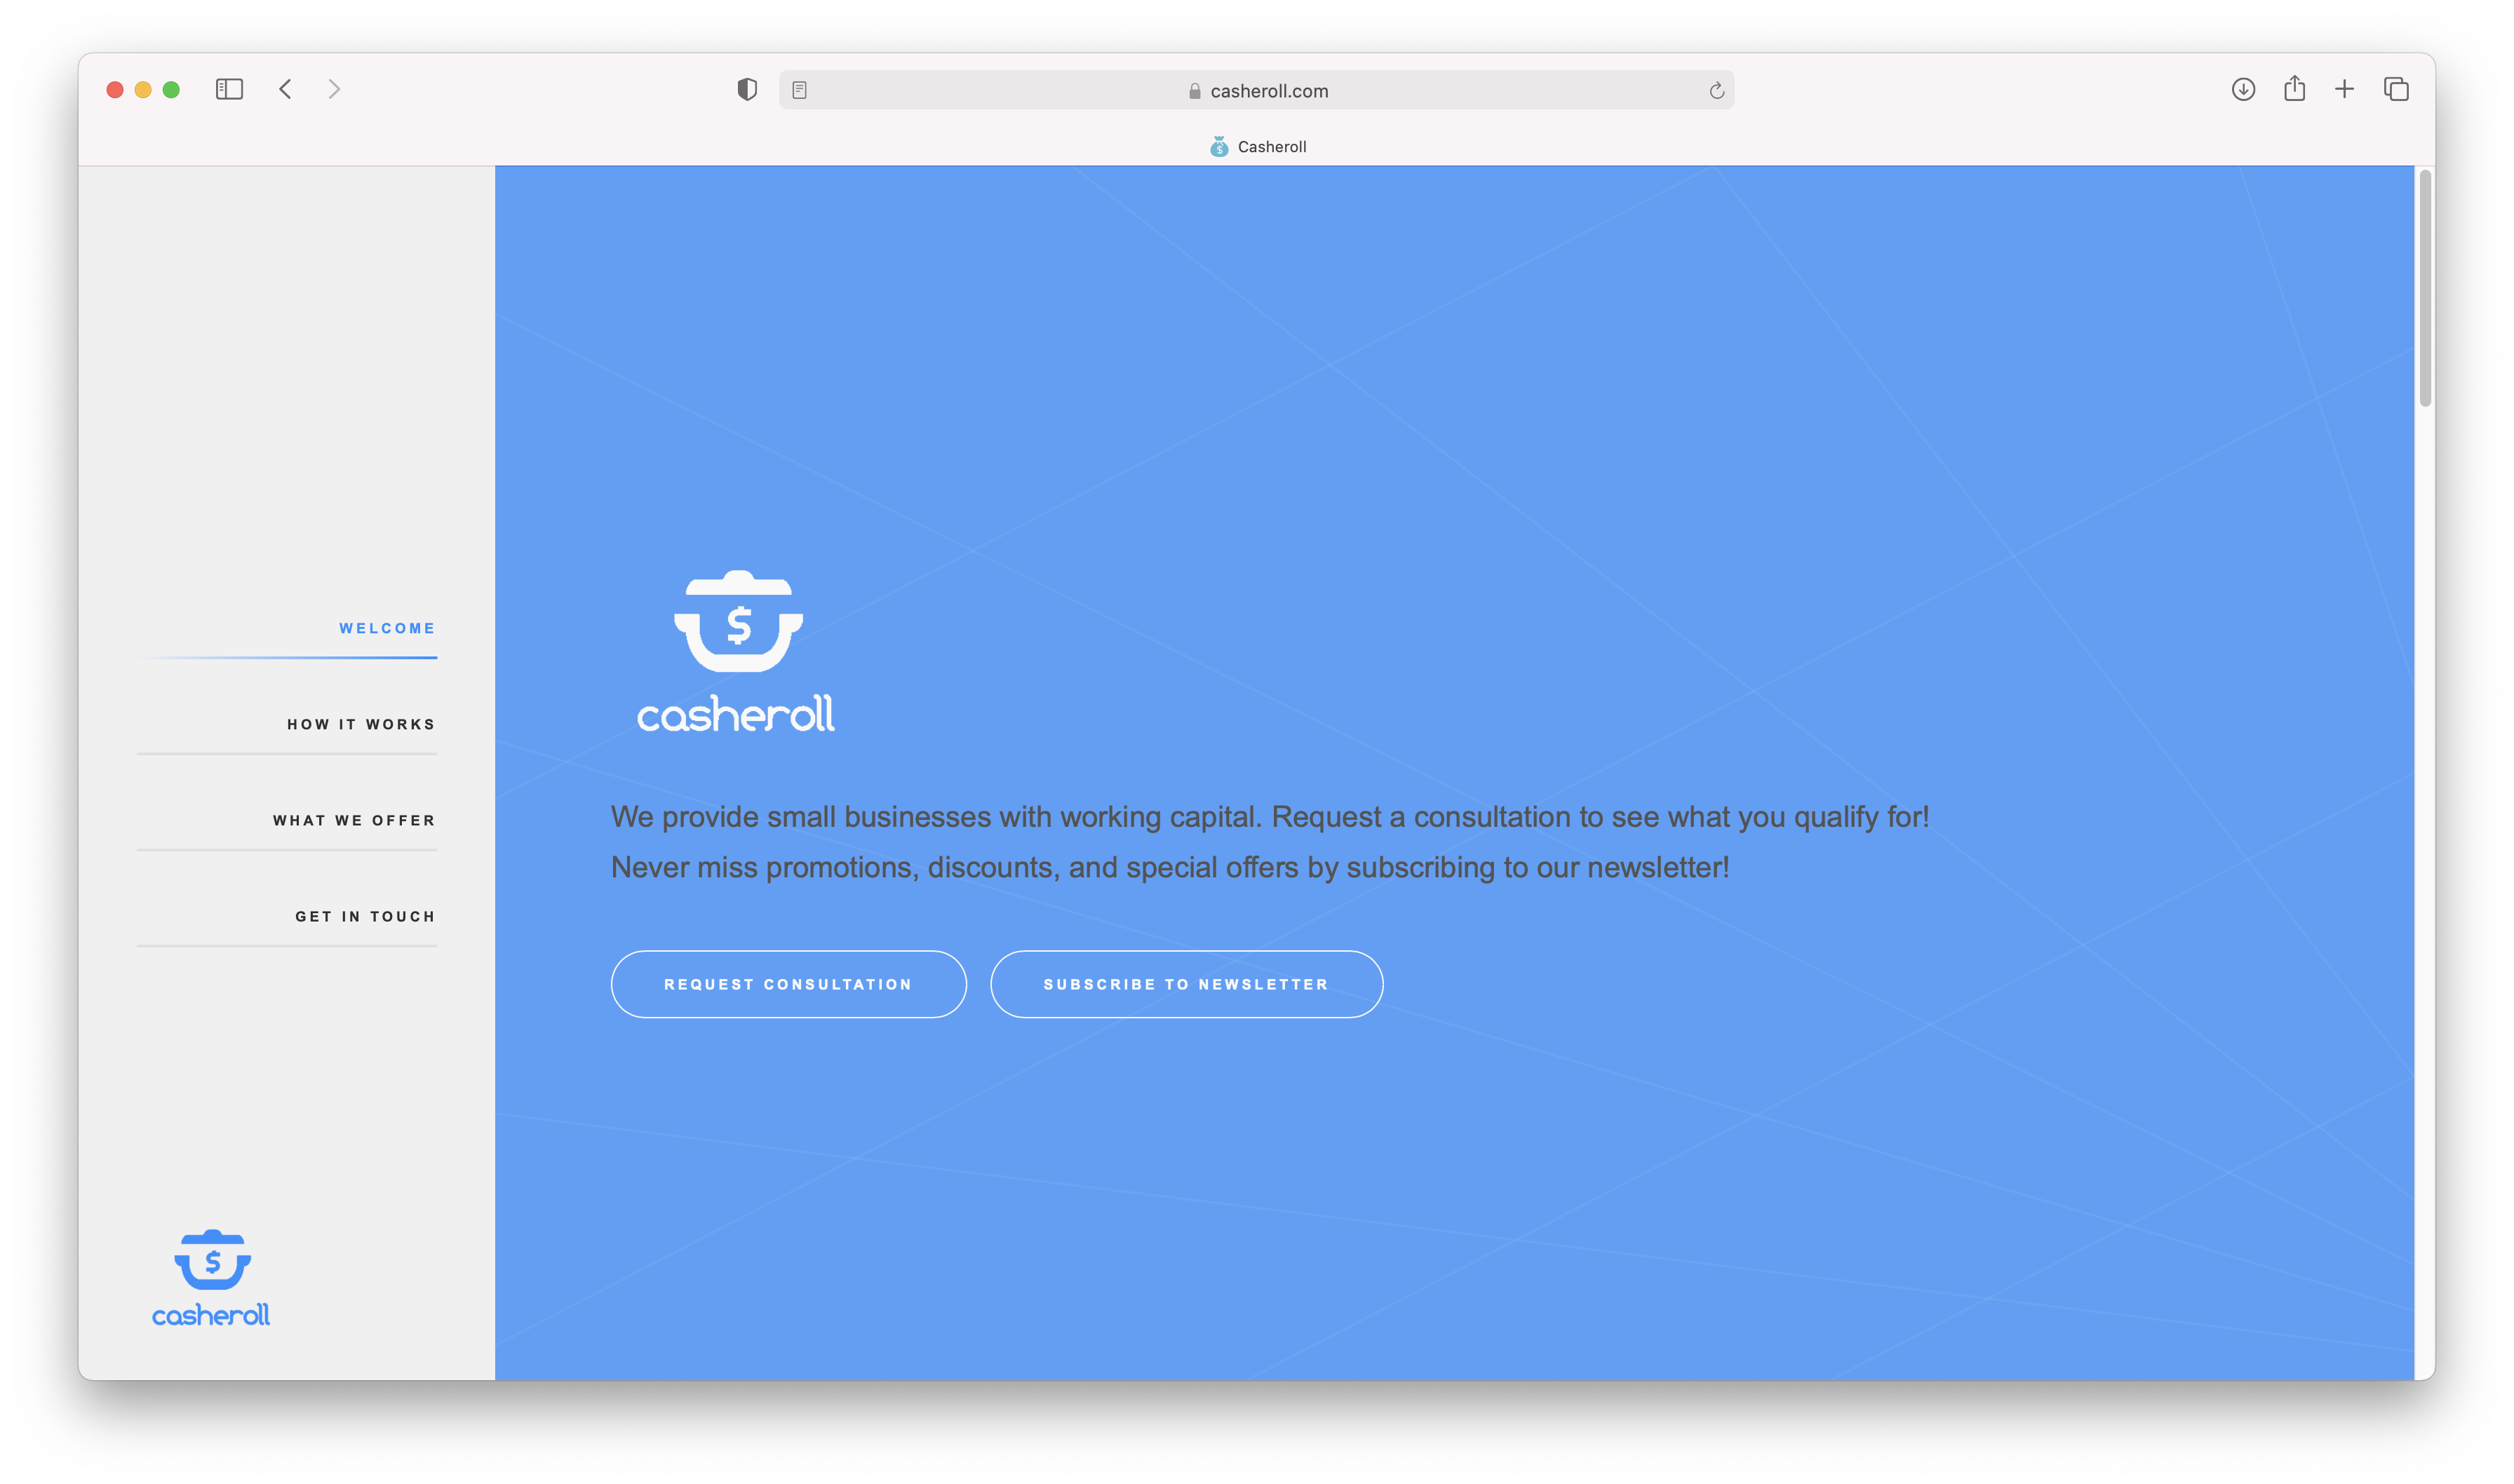 casheroll.com
Casheroll
WELCOME
HOW IT WORKS
WHAT WE OFFER
GET IN TOUCH
$
casheroll
$
casheroll
We provide small businesses with working capital. Request a consultation to see what you qualify for!
Never miss promotions, discounts, and special offers by subscribing to our newsletter!
REQUEST CONSULTATION
SUBSCRIBE TO NEWSLETTER